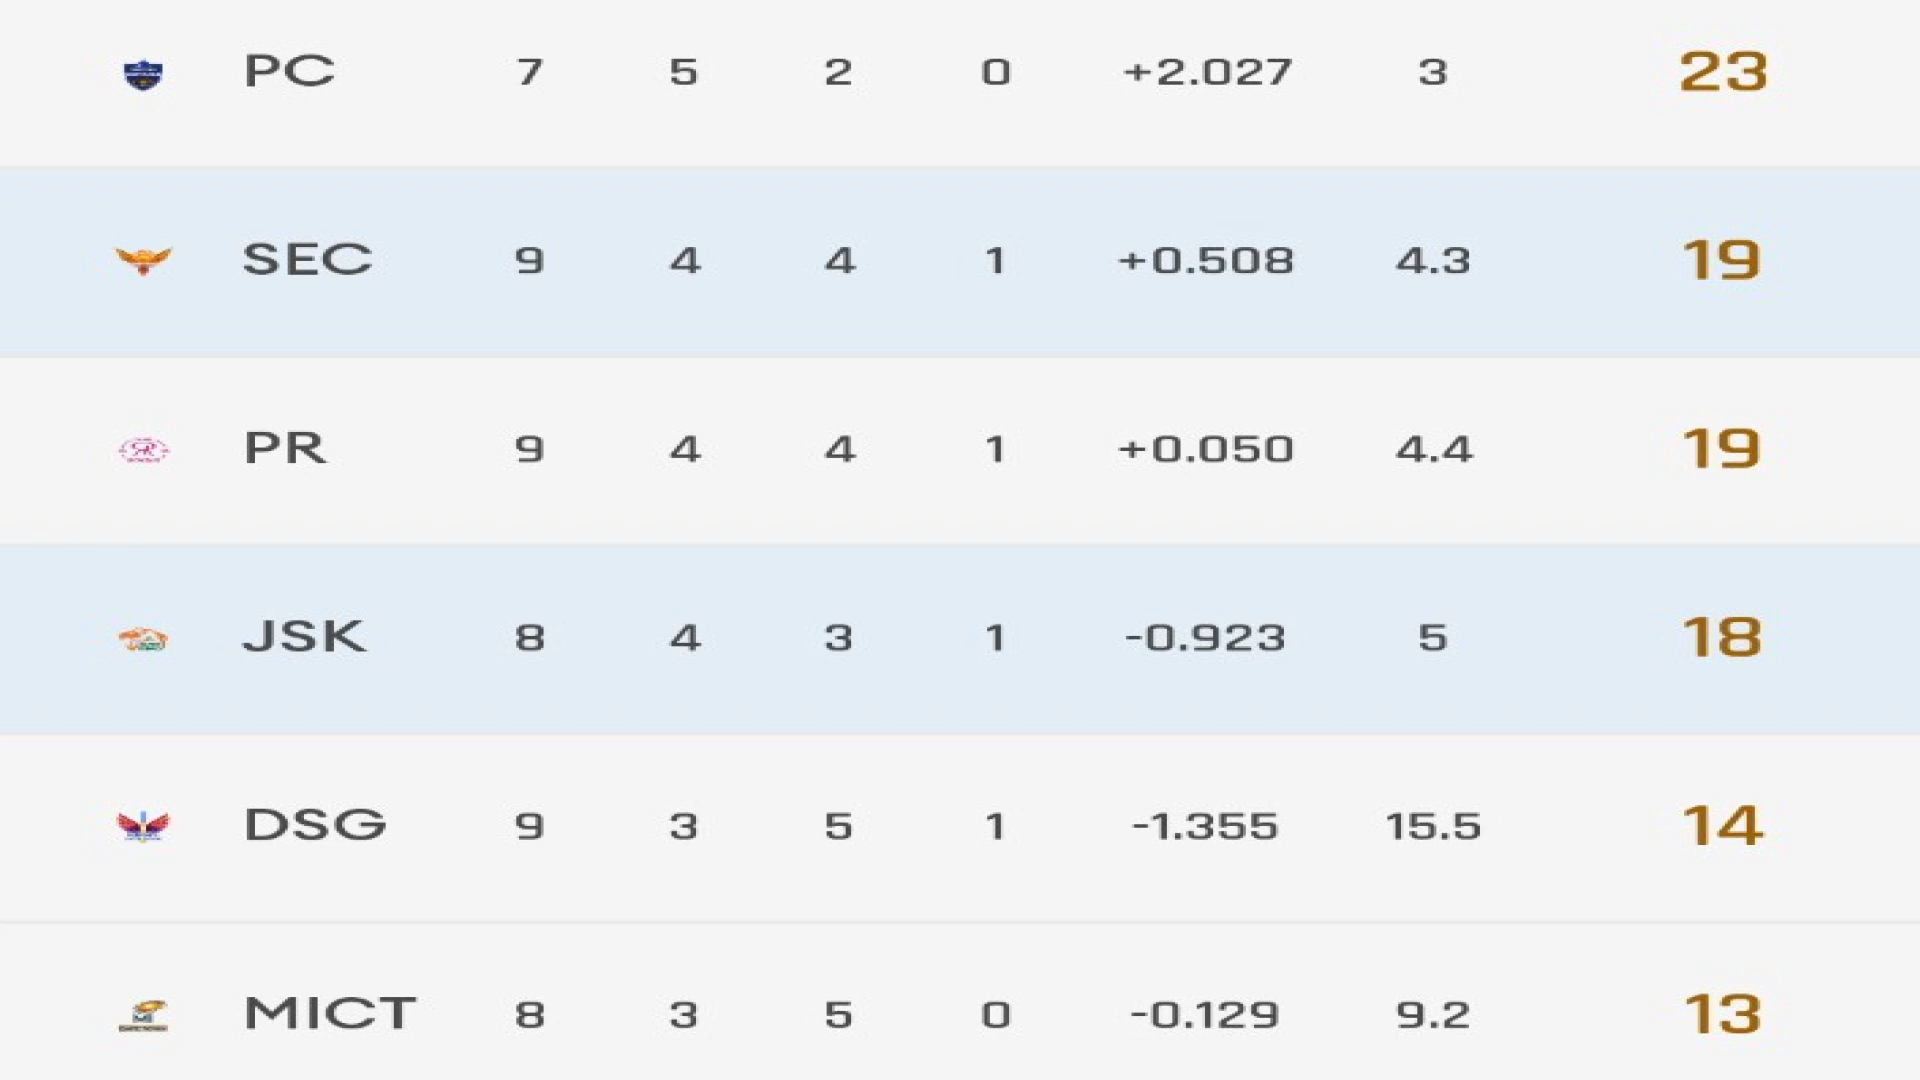 PC 7 5 2 0 +2.027 3 23
SEC 9 4 4 1 +0.508 4.3 19
PR 9 4 4 1 +0.050 4.4 19
JSK 8 4 3 1 -0.923 5 18
DSG 9 3 5 1 -1.355 15.5 14
MICT 8 3 5 0 -0.129 9.2 13